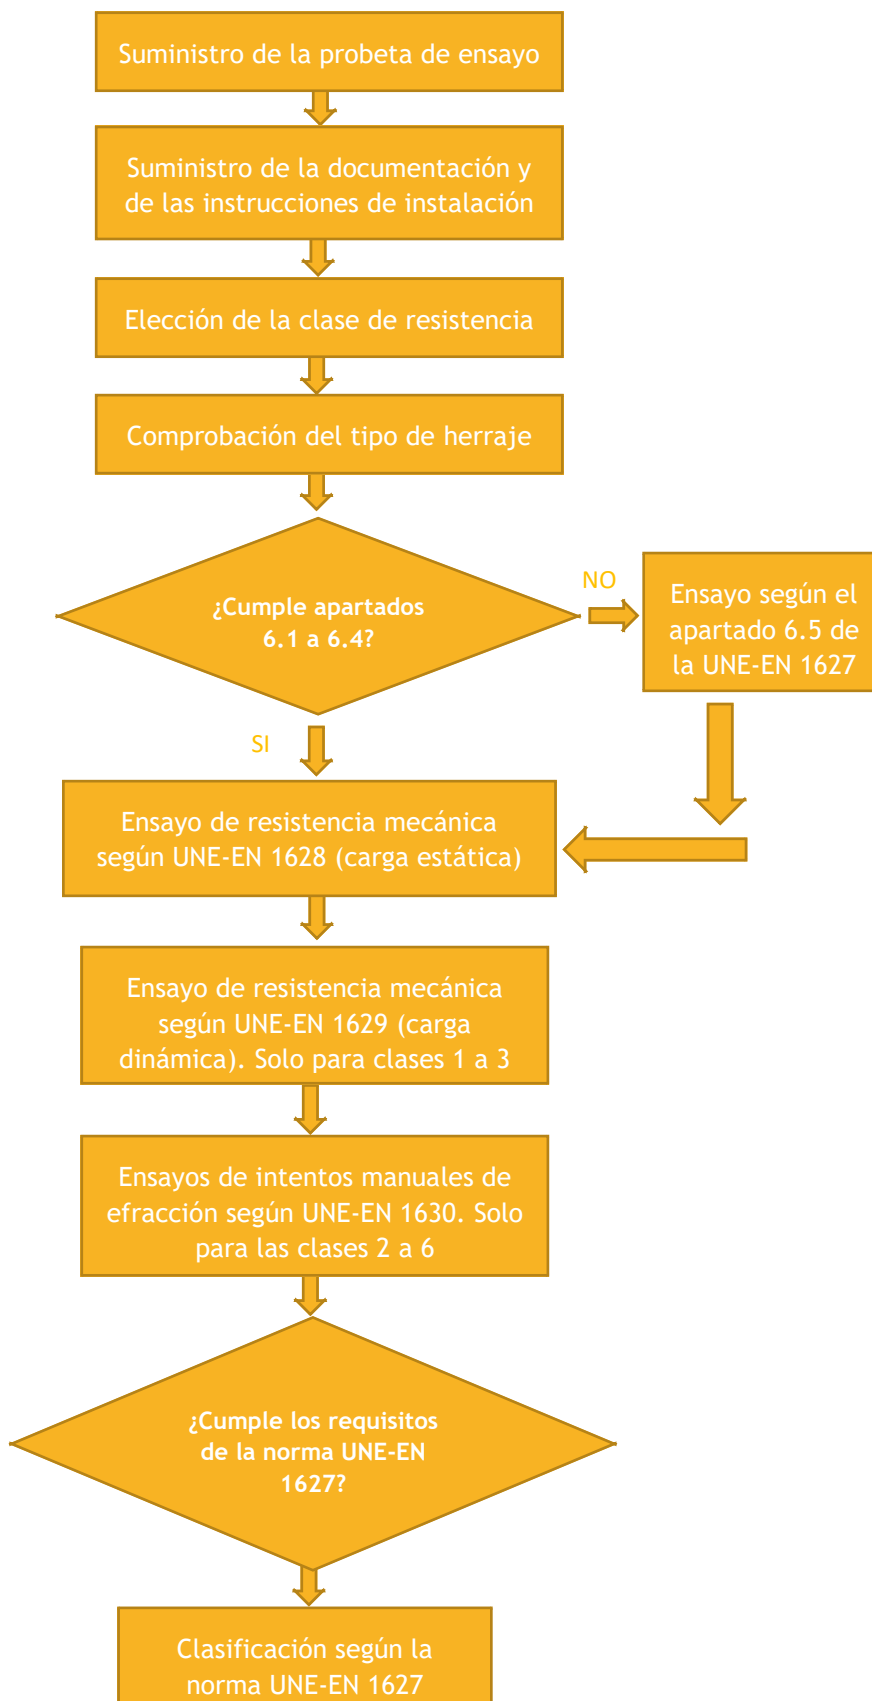 Suministro de la probeta de ensayo
Suministro de la documentación y
de las instrucciones de instalación
Elección de la clase de resistencia
Comprobación del tipo de herraje
¿Cumple apartados
6.1 a 6.4?
NO
Ensayo según el
apartado 6.5 de
la UNE-EN 1627
SI
Ensayo de resistencia mecánica
según UNE-EN 1628 (carga estática)
Ensayo de resistencia mecánica
según UNE-EN 1629 (carga
dinámica). Solo para clases 1 a 3
Ensayos de intentos manuales de
efracción según UNE-EN 1630. Solo
para las clases 2 a 6
¿Cumple los requisitos
de la norma UNE-EN
1627?
Clasificación según la
norma UNE-EN 1627